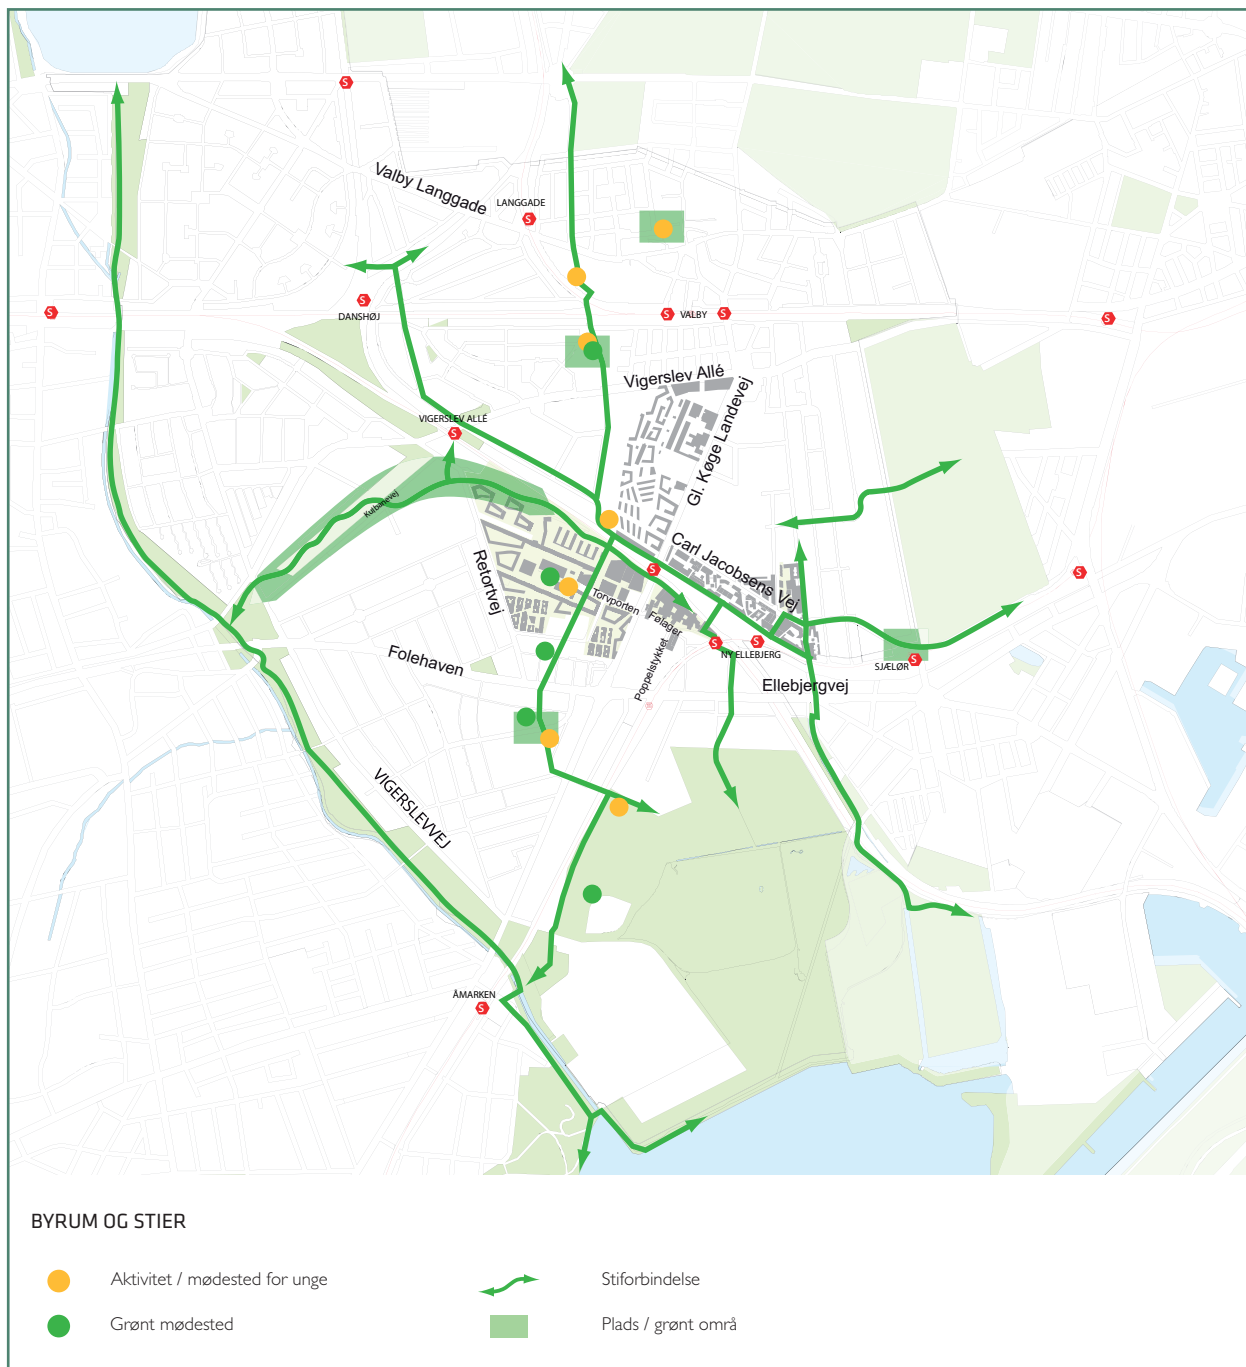 S
Valby Langgade
LANGGADE
S
S
DANSHØJ
S
S VALBY S
S
Vigerslev Allé
Gl. Køge Landevej
VIGERSLEV ALLÉ
S
Kulbanevej
Carl Jacobsens Vej
Retortvej
S
S
Torvporten
Følager
Poppelstykket
S
S
NY ELLEBJERG
S
SJÆLØR
Folehaven
Ellebjergvej
S
VIGERSLEVVEJ
ÅMARKEN
S
BYRUM OG STIER
Aktivitet / mødested for unge
Stiforbindelse
Grønt mødested
Plads / grønt områ